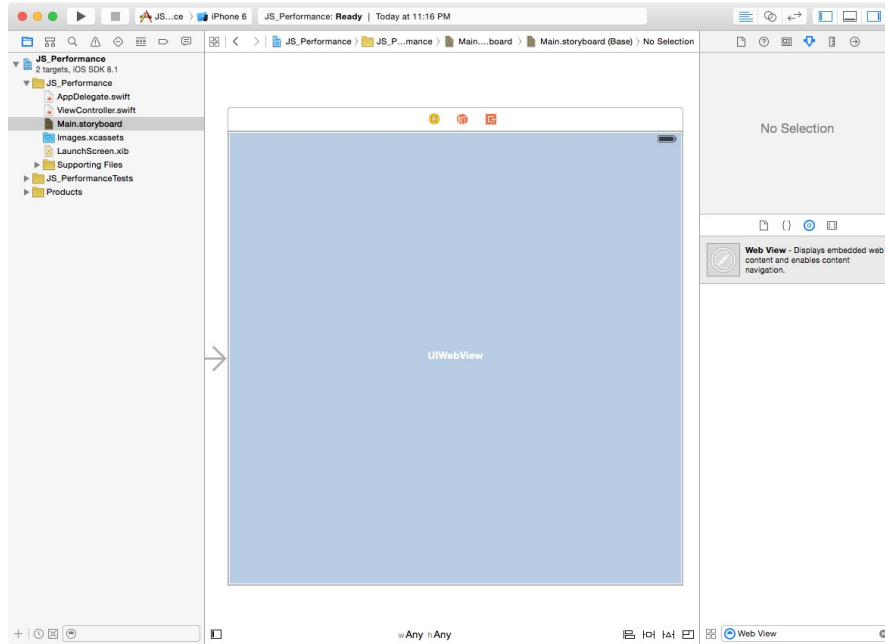 JS...ce
iPhone 6
JS_Performance: Ready | Today at 11:16 PM
JS_Performance
JS_P...mance
Main....board
Main.storyboard (Base)
No Selection
JS_Performance
2 targets, iOS SDK 8.1
JS_Performance
AppDelegate.swift
ViewController.swift
Main.storyboard
Images.xcassets
LaunchScreen.xib
Supporting Files
JS_PerformanceTests
Products
UIWebView
No Selection
{ }
Web View - Displays embedded web
content and enables content
navigation.
wAny hAny
Web View